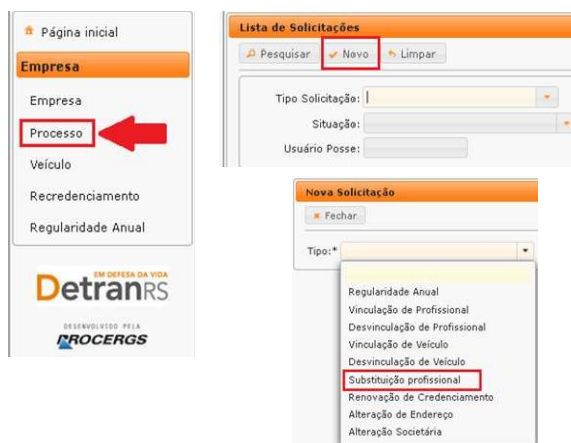 Página inicial
Empresa
Empresa
Processo
Veículo
Recredenciamento
Regularidade Anual
EM DEFESA DA VIDA
DetranRS
DESENVOLVIDO PELA
PROCERGS
Lista de Solicitações
Pesquisar Novo Limpar
Tipo Solicitação:
Situação:
Usuário Posse:
Nova Solicitação
Fechar
Tipo:*
Regularidade Anual
Vinculação de Profissional
Desvinculação de Profissional
Vinculação de Veículo
Desvinculação de Veículo
Substituição profissional
Renovação de Credenciamento
Alteração de Endereço
Alteração Societária